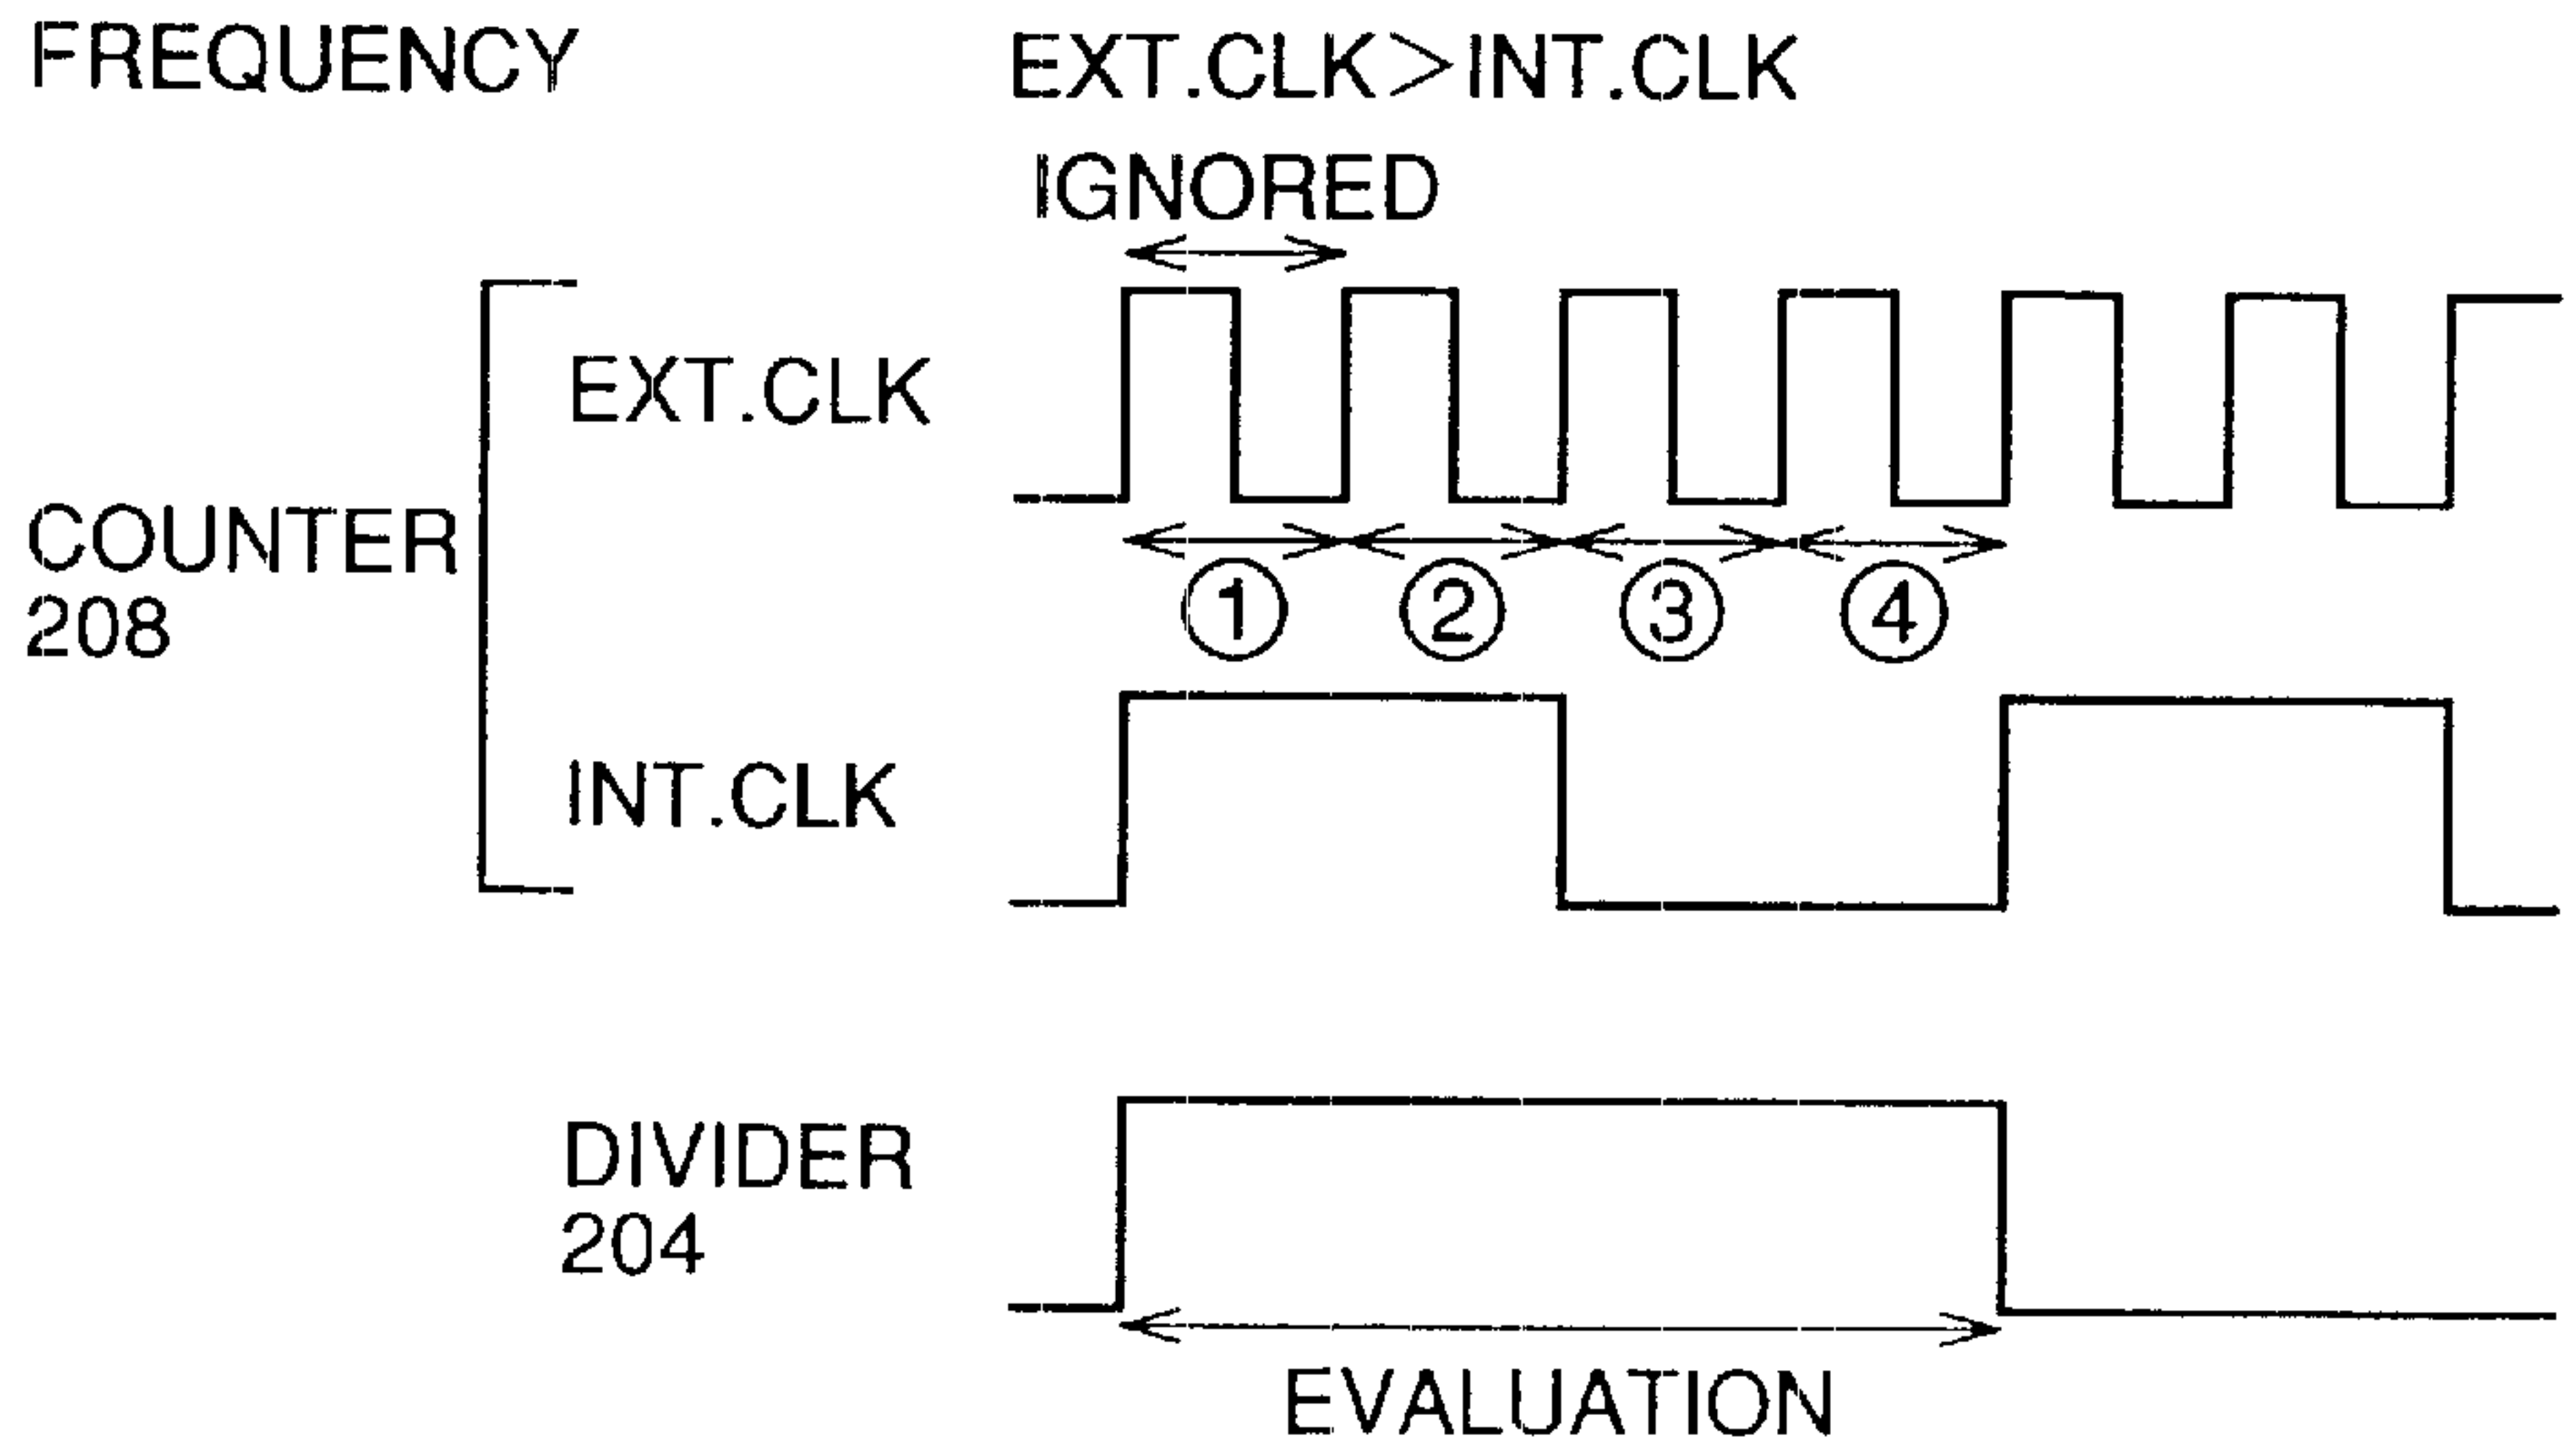 FREQUENCY EXT.CLK>INT.CLK
IGNORED
EXT.CLK
COUNTER
208
① ② ③ ④
INT.CLK
DIVIDER
204
EVALUATION